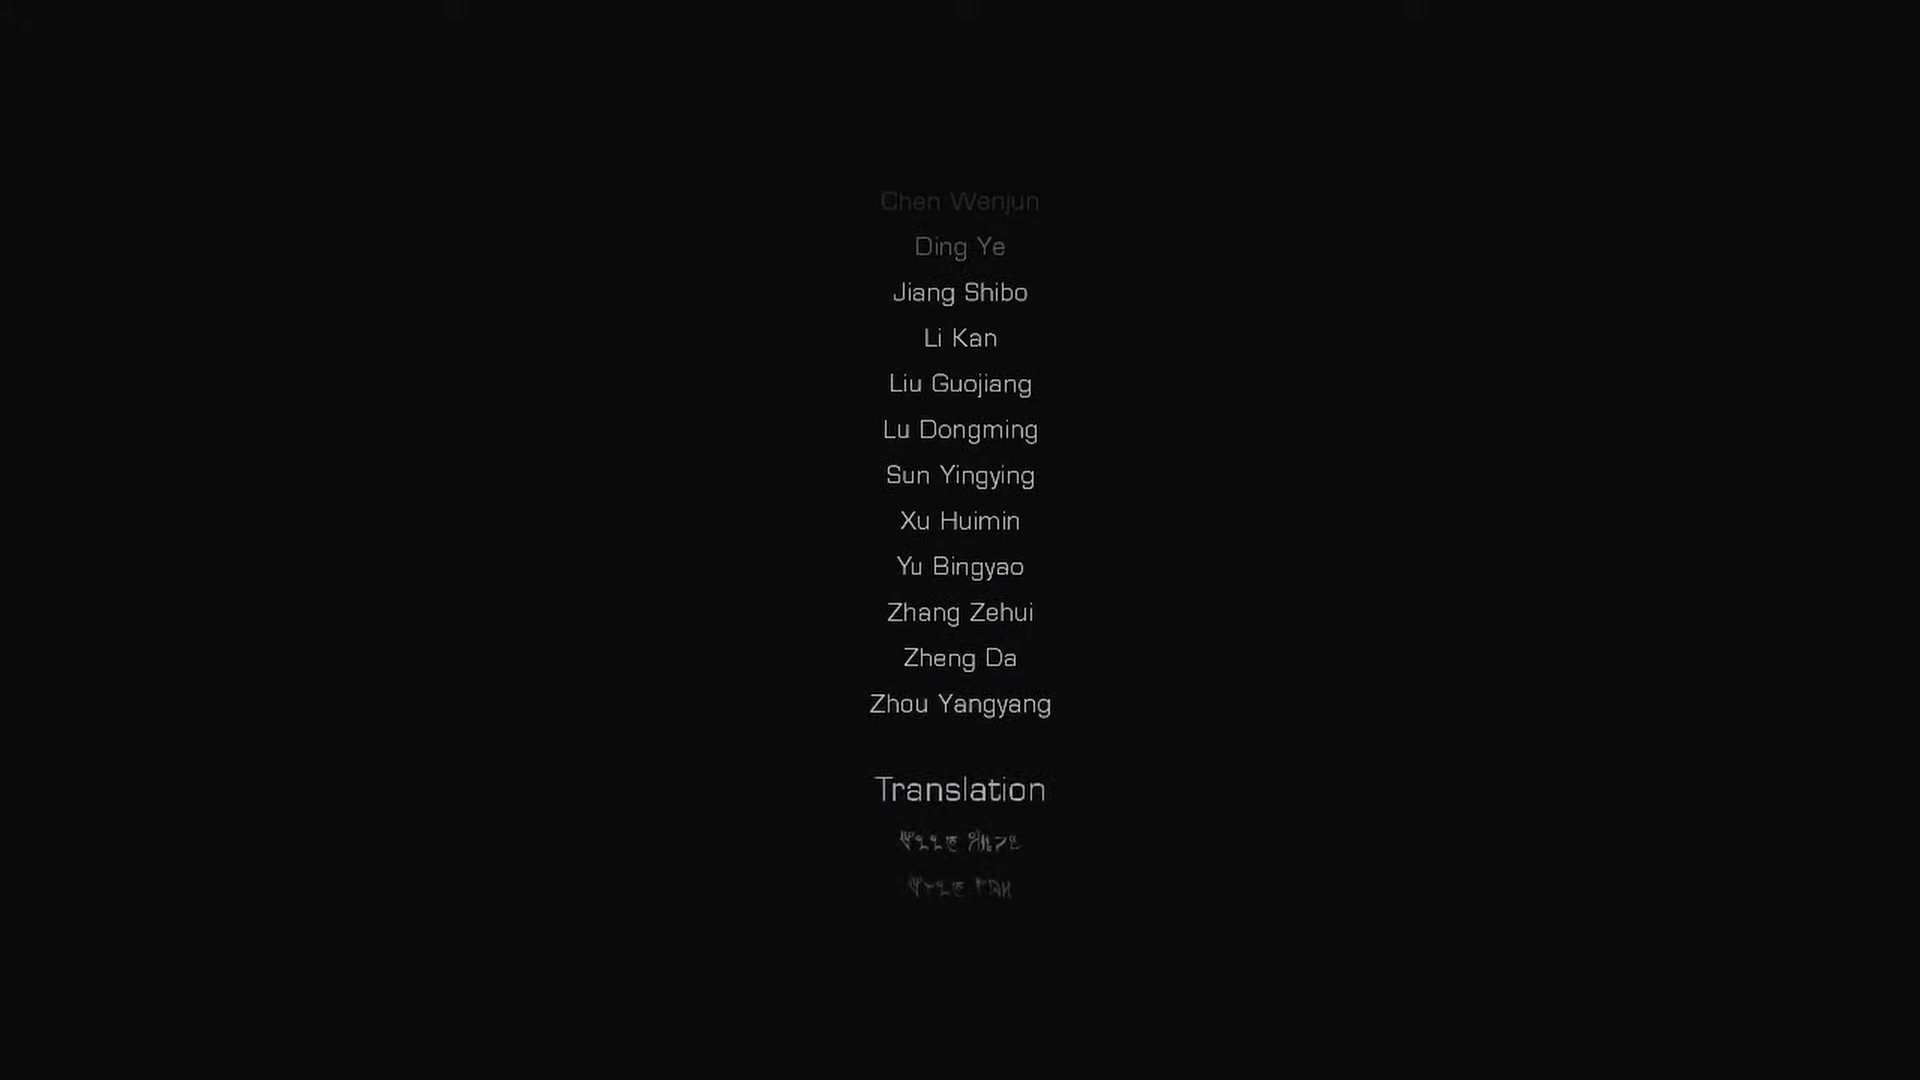 Chen Wenjun
Ding Ye
Jiang Shibo
Li Kan
Liu Guojiang
Lu Dongming
Sun Yingying
Xu Huimin
Yu Bingyao
Zhang Zehui
Zheng Da
Zhou Yangyang
Translation